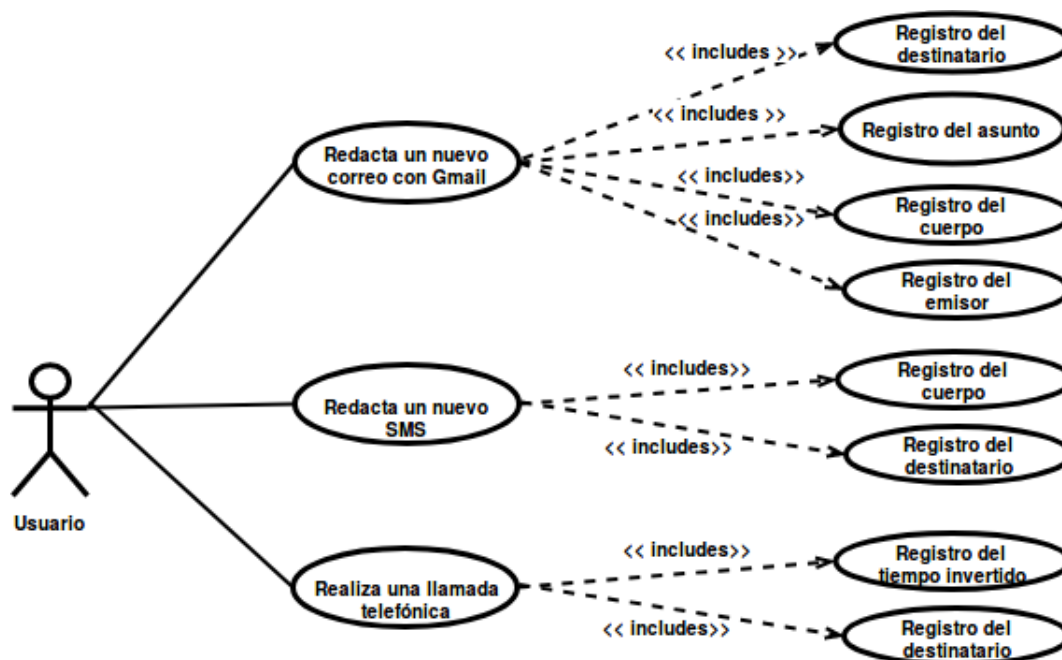 << includes >>
Registro del
destinatario
<< includes >>
Registro del asunto
Redacta un nuevo
correo con Gmail
<< includes>>
Registro del
cuerpo
<< includes>>
Registro del
emisor
<< includes>>
Registro del
cuerpo
Redacta un nuevo
SMS
<< includes>>
Registro del
destinatario
Usuario
<< includes>>
Registro del
tiempo invertido
Realiza una llamada
telefónica
<< includes>>
Registro del
destinatario